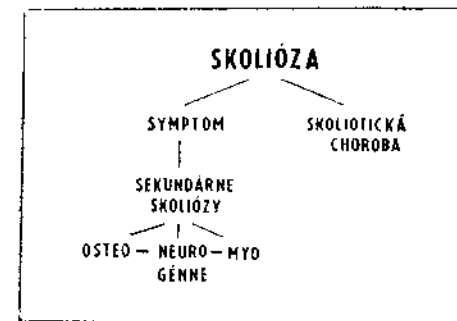 SKOLIÓZA
SYMPTOM
SKOLIOTICKÁ
CHOROBA
SEKUNDÁRNE
SKOLIÓZY
OSTEO – NEURO – MYO
GÉNNE